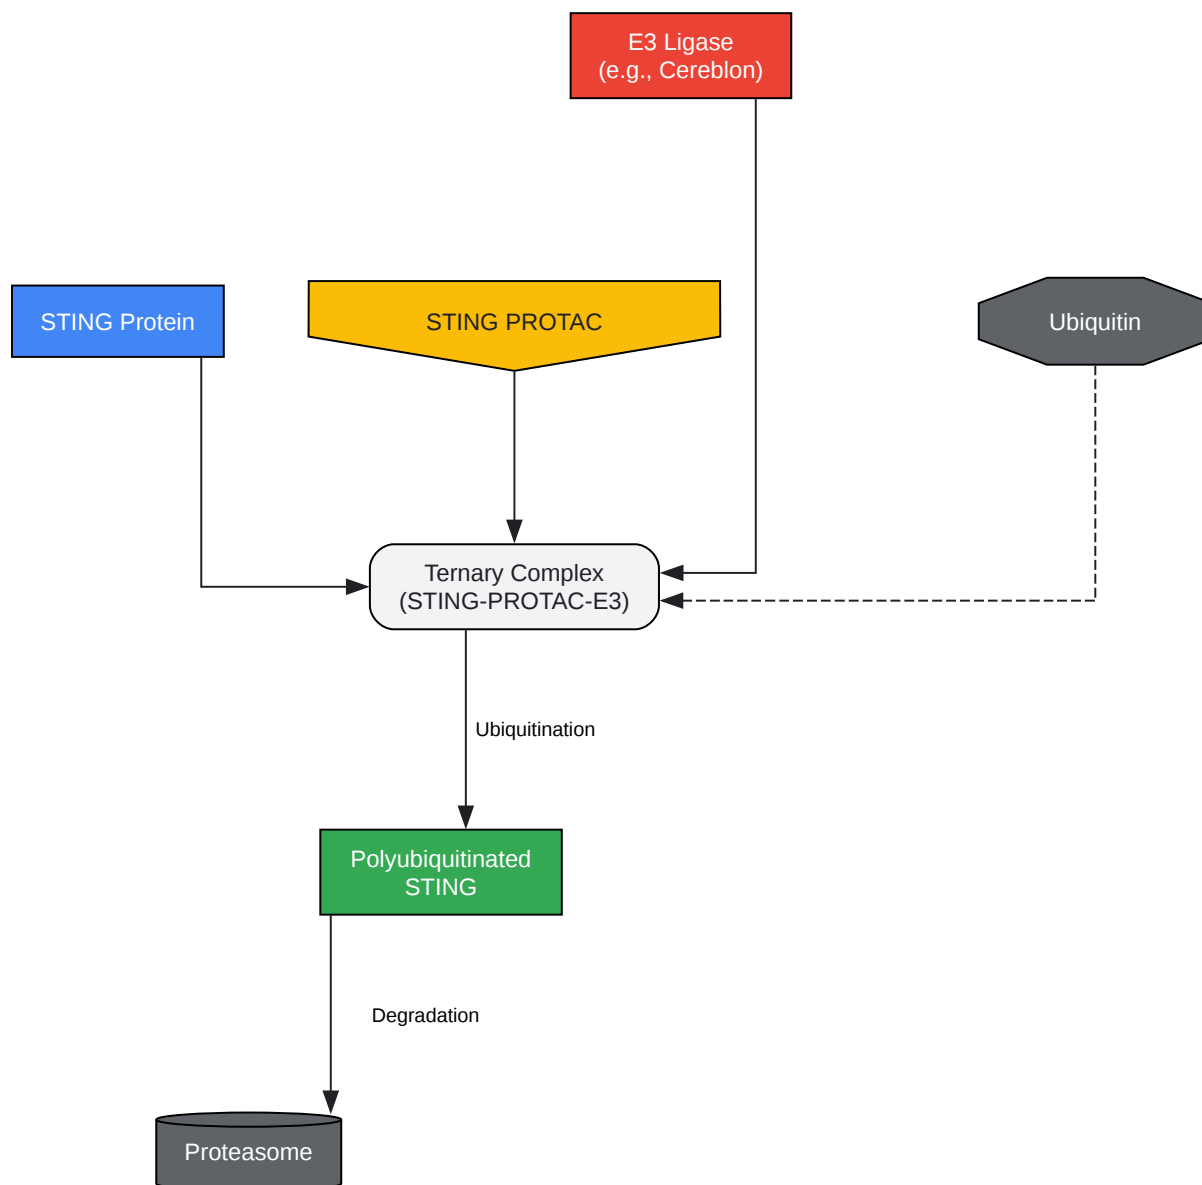 E3 Ligase
(e.g., Cereblon)
STING Protein
STING PROTAC
Ubiquitin
Ternary Complex
(STING-PROTAC-E3)
Ubiquitination
Polyubiquitinated
STING
Degradation
Proteasome